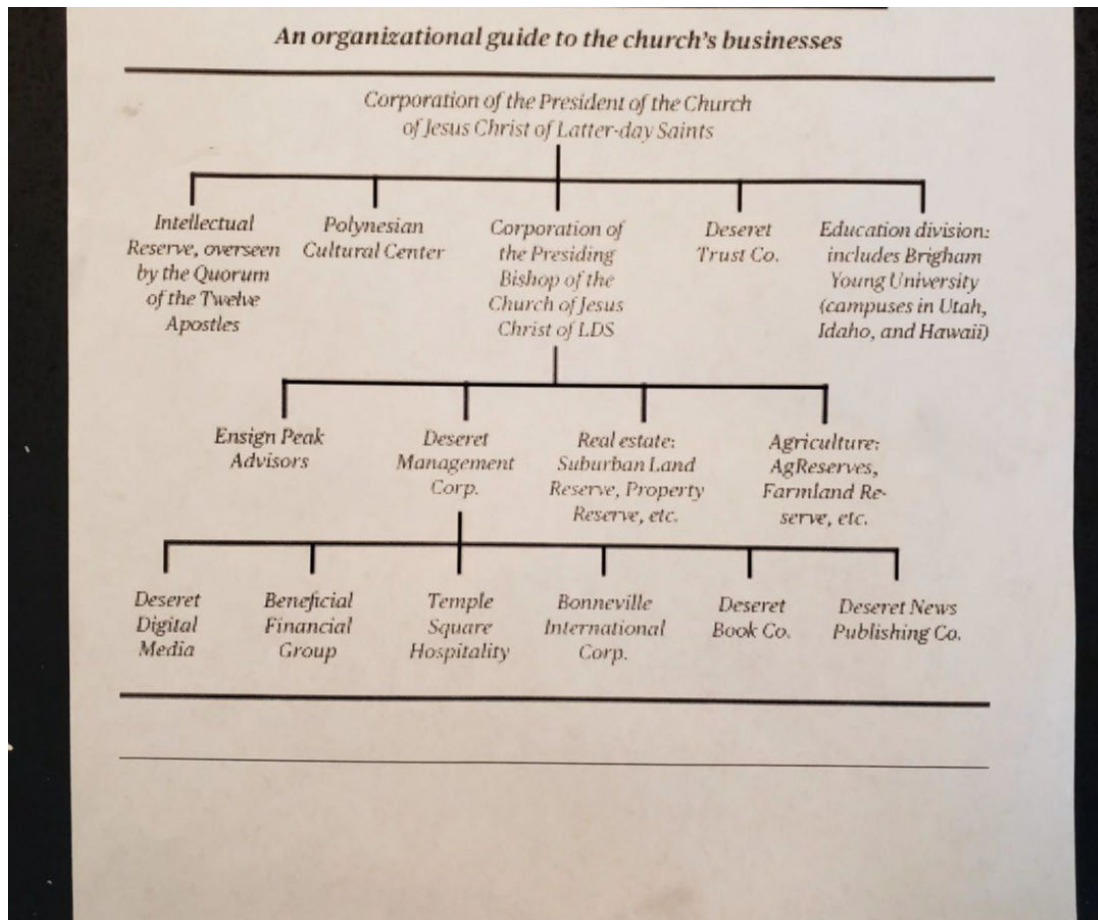 An organizational guide to the church's businesses
Corporation of the President of the Church
of Jesus Christ of Latter-day Saints
Intellectual
Reserve, overseen
by the Quorum
of the Twelve
Apostles
Polynesian
Cultural Center
Corporation of
the Presiding
Bishop of the
Church of Jesus
Christ of LDS
Deseret
Trust Co.
Education division:
includes Brigham
Young University
(campuses in Utah,
Idaho, and Hawaii)
Ensign Peak
Advisors
Deseret
Management
Corp.
Real estate:
Suburban Land
Reserve, Property
Reserve, etc.
Agriculture:
AgReserves,
Farmland Re-
serve, etc.
Deseret
Digital
Media
Beneficial
Financial
Group
Temple
Square
Hospitality
Bonneville
International
Corp.
Deseret
Book Co.
Deseret News
Publishing Co.